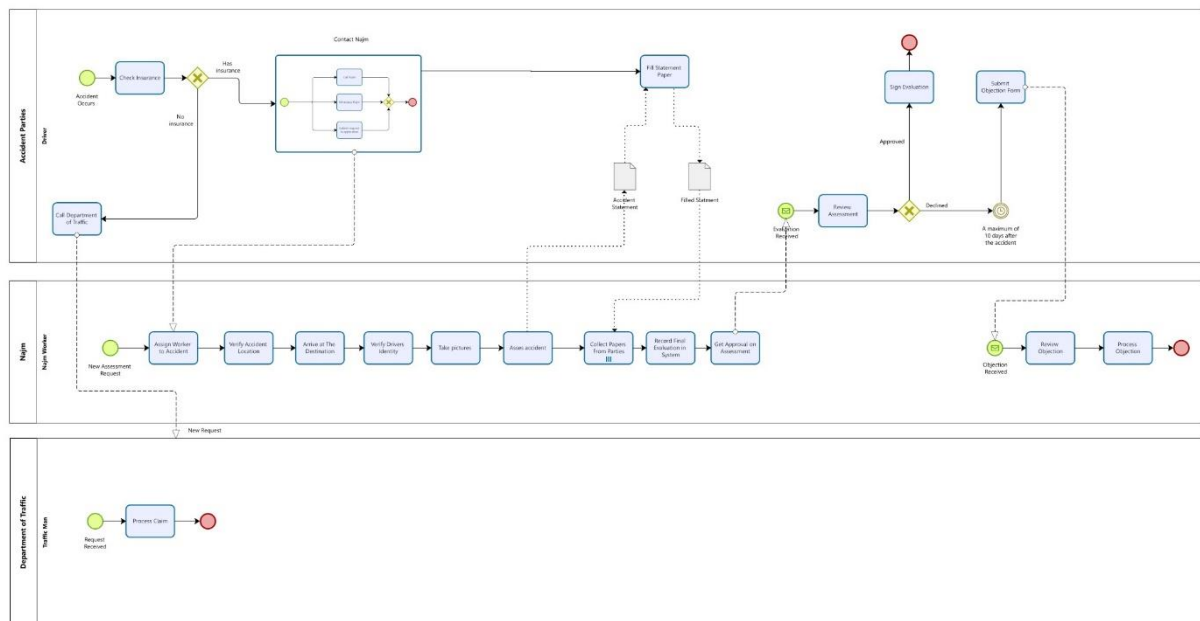 Accident Parties
Driver
Accident
Occurs
Check Insurance
Has
insurance
No
insurance
Call Department
of Traffic
Contact Najm
Fill Statement
Paper
Accident
Statement
Filled Statment
Evaluation
Received
Review
Assessment
Approved
Sign Evaluation
Declined
A maximum of
10 days after
the accident
Submit
Objection Form
Najm
Najm Worker
New Assessment
Request
Assign Worker
to Accident
Verify Accident
Location
Arrive at The
Destination
Verify Drivers
Identity
Take pictures
Asses accident
Collect Papers
from Parties
Record Final
Evaluation in
System
Get Approval on
Assessment
Objection
Received
Review
Objection
Process
Objection
New Request
Department of Traffic
Traffic Man
Request
Received
Process Claim